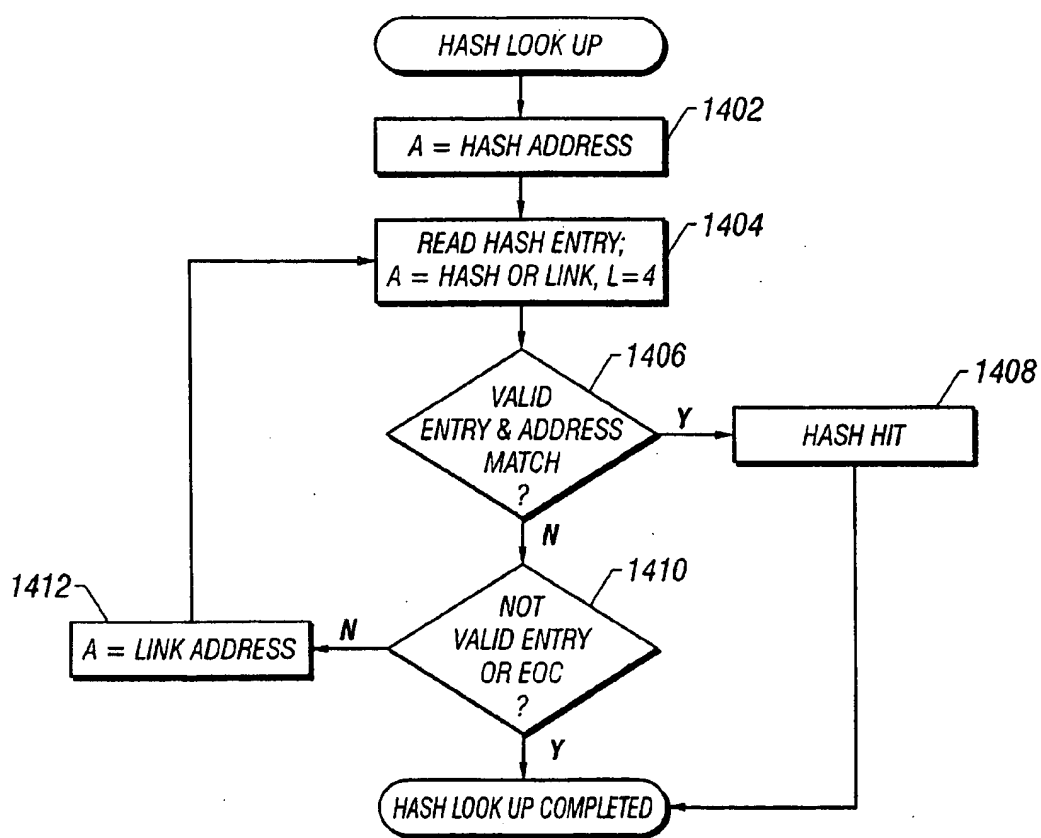 HASH LOOK UP
1402
A = HASH ADDRESS
1404
READ HASH ENTRY;
A = HASH OR LINK, L=4
1406
VALID
ENTRY & ADDRESS
MATCH
?
Y
1408
HASH HIT
N
1410
NOT
VALID ENTRY
OR EOC
?
N
1412
A = LINK ADDRESS
Y
HASH LOOK UP COMPLETED